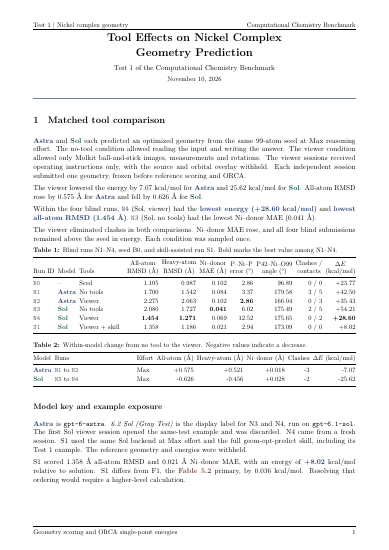 Test 1 | Nickel complex geometry Computational Chemistry Benchmark
Tool Effects on Nickel Complex
Geometry Prediction
Test 1 of the Computational Chemistry Benchmark
November 10, 2026
1 Matched tool comparison
Astra and Sol each predicted an optimized geometry from the same 99-atom seed at Max reasoning
effort. The no-tool condition allowed reading the input and writing the answer. The viewer condition
allowed only Molkit ball-and-stick images, measurements and rotations. The viewer sessions received
operating instructions only, with the source and orbital overlay withheld. Each independent session
submitted one geometry, frozen before reference scoring and ORCA.
The viewer lowered the energy by 7.07 kcal/mol for Astra and 25.62 kcal/mol for Sol. All-atom RMSD
rose by 0.575 Å for Astra and fell by 0.626 Å for Sol.
Within the four blind runs, N4 (Sol, viewer) had the lowest energy (+28.60 kcal/mol) and lowest
all-atom RMSD (1.454 Å). N3 (Sol, no tools) had the lowest Ni–donor MAE (0.041 Å).
The viewer eliminated clashes in both comparisons. Ni–donor MAE rose, and all four blind submissions
remained above the seed in energy. Each condition was sampled once.
Table 1: Blind runs N1–N4, seed B0, and skill-assisted run S1. Bold marks the best value among N1–N4.
All-atom Heavy-atom Ni–donor P–Ni–P P42–Ni–O99 Clashes / ΔE
Run ID Model Tools RMSD (Å) RMSD (Å) MAE (Å) error (°) angle (°) contacts (kcal/mol)
B0 – Seed 1.105 0.987 0.102 2.86 96.89 0 / 0 +23.77
N1 Astra No tools 1.700 1.542 0.084 3.37 179.58 3 / 5 +42.50
N2 Astra Viewer 2.275 2.063 0.102 2.86 166.04 0 / 3 +35.43
N3 Sol No tools 2.080 1.727 0.041 6.02 175.79 2 / 5 +54.21
N4 Sol Viewer 1.454 1.271 0.069 12.52 175.65 0 / 2 +28.60
S1 Sol Viewer + skill 1.358 1.186 0.021 2.94 173.09 0 / 0 +8.02
Table 2: Within-model change from no tool to the viewer. Negative values indicate a decrease.
Model Runs Effort All-atom (Å) Heavy-atom (Å) Ni–donor (Å) Clashes ΔE (kcal/mol)
Astra N1 to N2 Max +0.575 +0.521 +0.018 -3 -7.07
Sol N3 to N4 Max -0.626 -0.456 +0.028 -2 -25.62
Model key and example exposure
Astra is gpt-6-astra. 6.2 Sol (Gray Test) is the display label for N3 and N4, run on gpt-6.1-sol.
The first Sol viewer session opened the same-test example and was discarded. N4 came from a fresh
session. S1 used the same Sol backend at Max effort and the full geom-opt-predict skill, including its
Test 1 example. The reference geometry and energies were withheld.
S1 scored 1.358 Å all-atom RMSD and 0.021 Å Ni–donor MAE, with an energy of +8.02 kcal/mol
relative to solution. S1 differs from F1, the Fable 5.2 primary, by 0.036 kcal/mol. Resolving that
ordering would require a higher-level calculation.
Geometry scoring and ORCA single-point energies 1